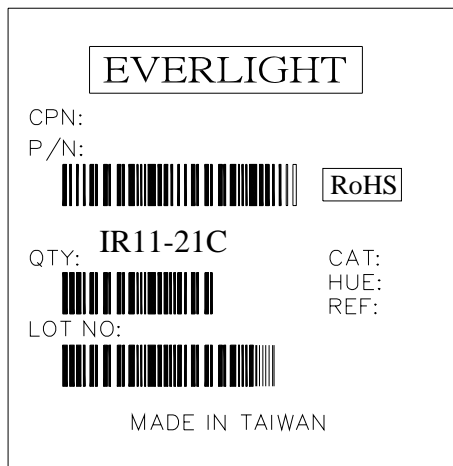 EVERLIGHT
CPN:
P/N:
RoHS
IR11-21C
QTY:
CAT:
HUE:
REF:
LOT NO:
MADE IN TAIWAN